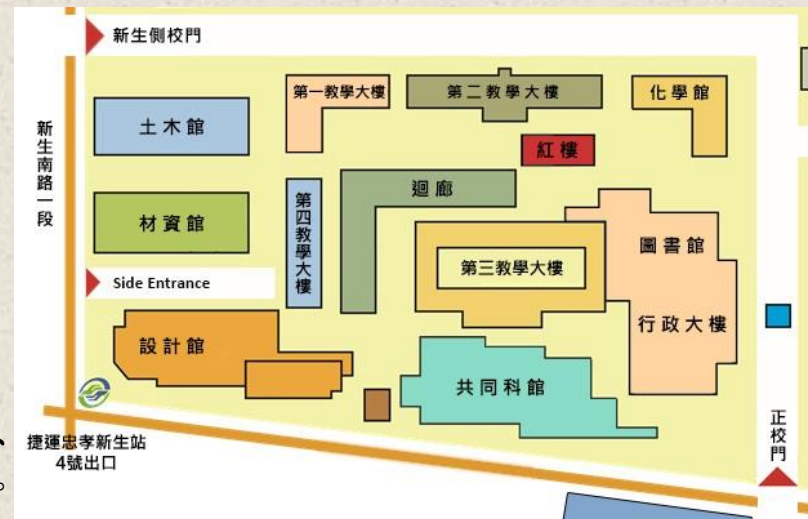 新生側校門
第一教學大樓
第二教學大樓
化學館
土木館
新生南路一段
紅樓
迴廊
材資館
第四教學大樓
圖書館
第三教學大樓
Side Entrance
行政大樓
設計館
共同科館
正校門
捷運忠孝新生站
4號出口
、
。